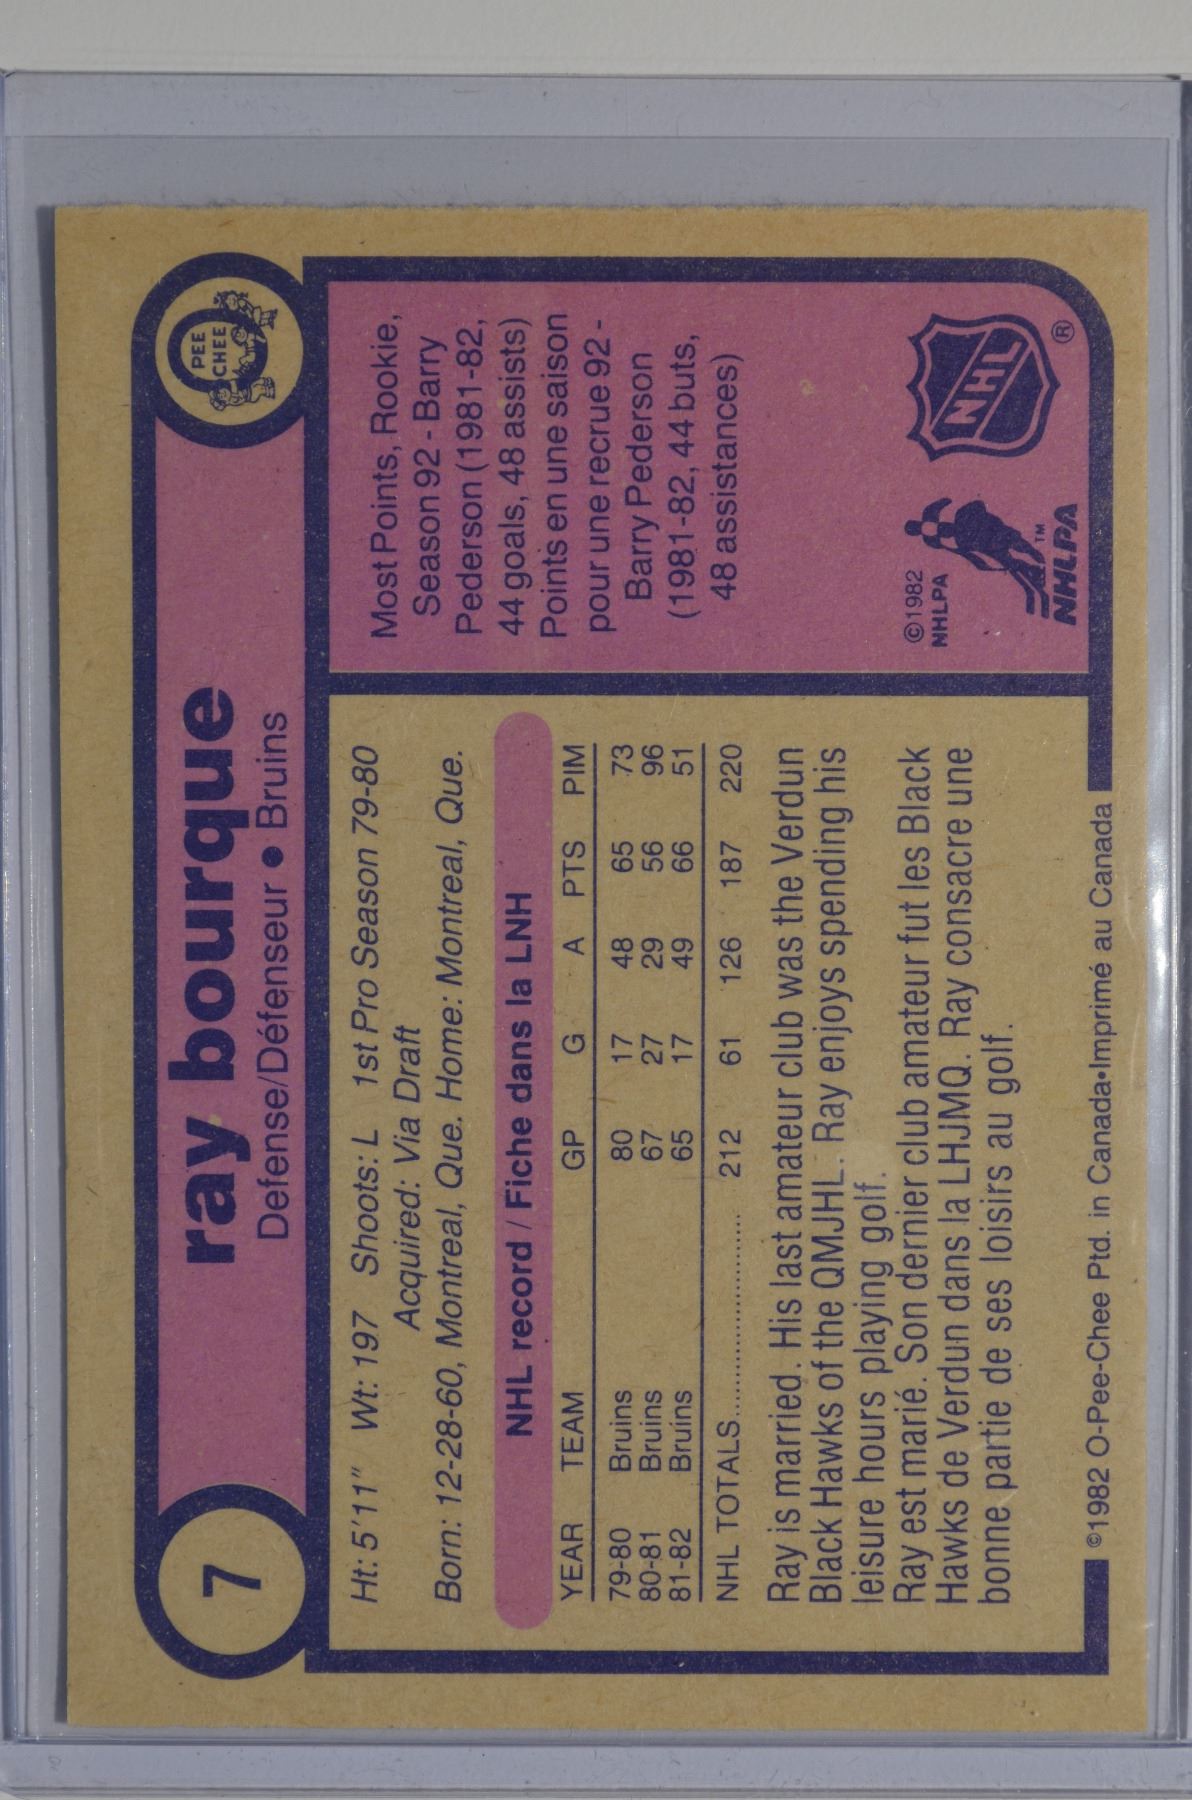 7
ray bourque
Defense/Défenseur • Bruins
PEE
CHEE
Ht: 5'11" Wt: 197 Shoots: L 1st Pro Season 79-80
Acquired: Via Draft
Born: 12-28-60, Montreal, Que. Home: Montreal, Que.
NHL record / Fiche dans la LNH
YEAR TEAM GP G A PTS PIM
79-80 Bruins 80 17 48 65 73
80-81 Bruins 67 27 29 56 96
81-82 Bruins 65 17 49 66 51
NHL TOTALS.................... 212 61 126 187 220
Ray is married. His last amateur club was the Verdun
Black Hawks of the QMJHL. Ray enjoys spending his
leisure hours playing golf.
Ray est marié. Son dernier club amateur fut les Black
Hawks de Verdun dans la LHJMQ. Ray consacre une
bonne partie de ses loisirs au golf.
©1982 O-Pee-Chee Ptd. in Canada•Imprimé au Canada
Most Points, Rookie,
Season 92 - Barry
Pederson (1981-82,
44 goals, 48 assists)
Points en une saison
pour une recrue 92 -
Barry Pederson
(1981-82, 44 buts,
48 assistances)
©1982
NHLPA
TM
NHLPA
NHL
®